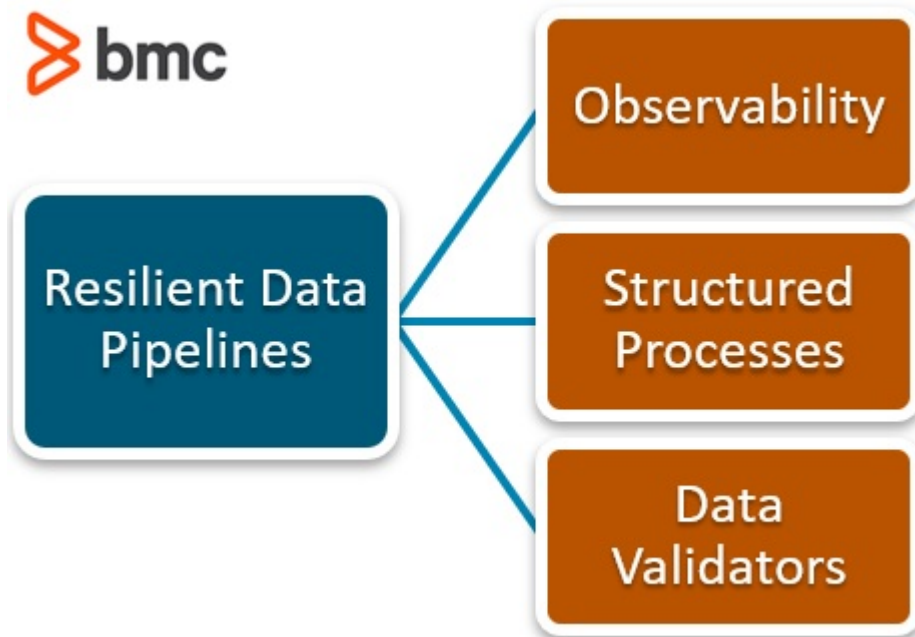 bmc
Resilient Data
Pipelines
Observability
Structured
Processes
Data
Validators